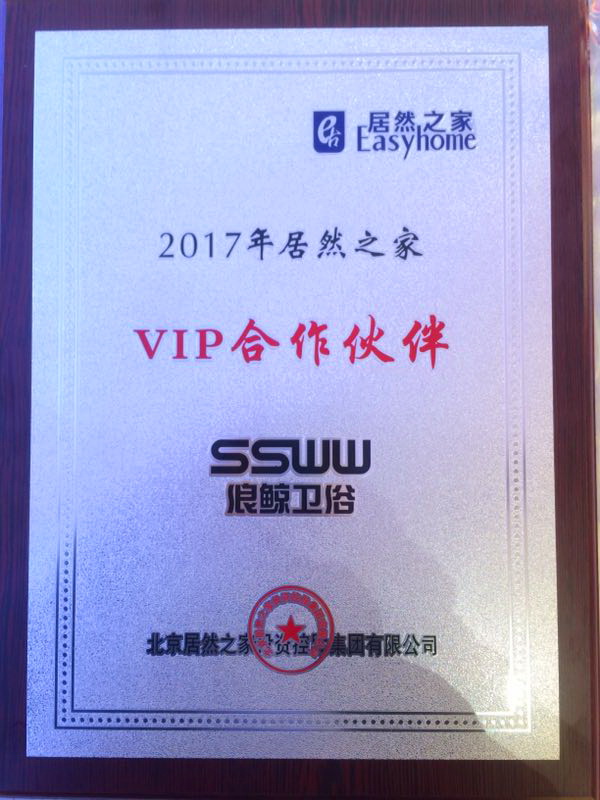 居然之家
Easyhome
2017年居然之家
VIP合作伙伴
SSWW
浪鲸卫浴
北京居然之家投资控股集团有限公司